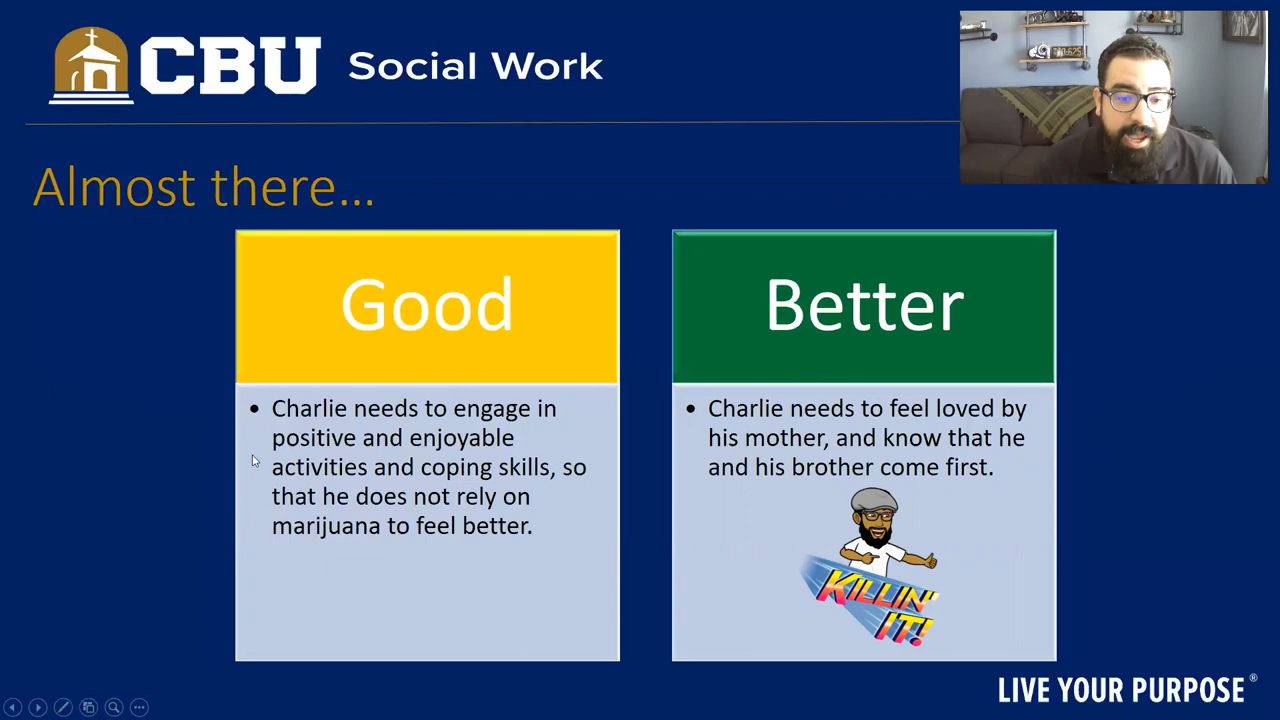 CBU Social Work
Almost there...
Good
Better
• Charlie needs to engage in
positive and enjoyable
activities and coping skills, so
that he does not rely on
marijuana to feel better.
• Charlie needs to feel loved by
his mother, and know that he
and his brother come first.
KILLIN'
IT!
LIVE YOUR PURPOSE®